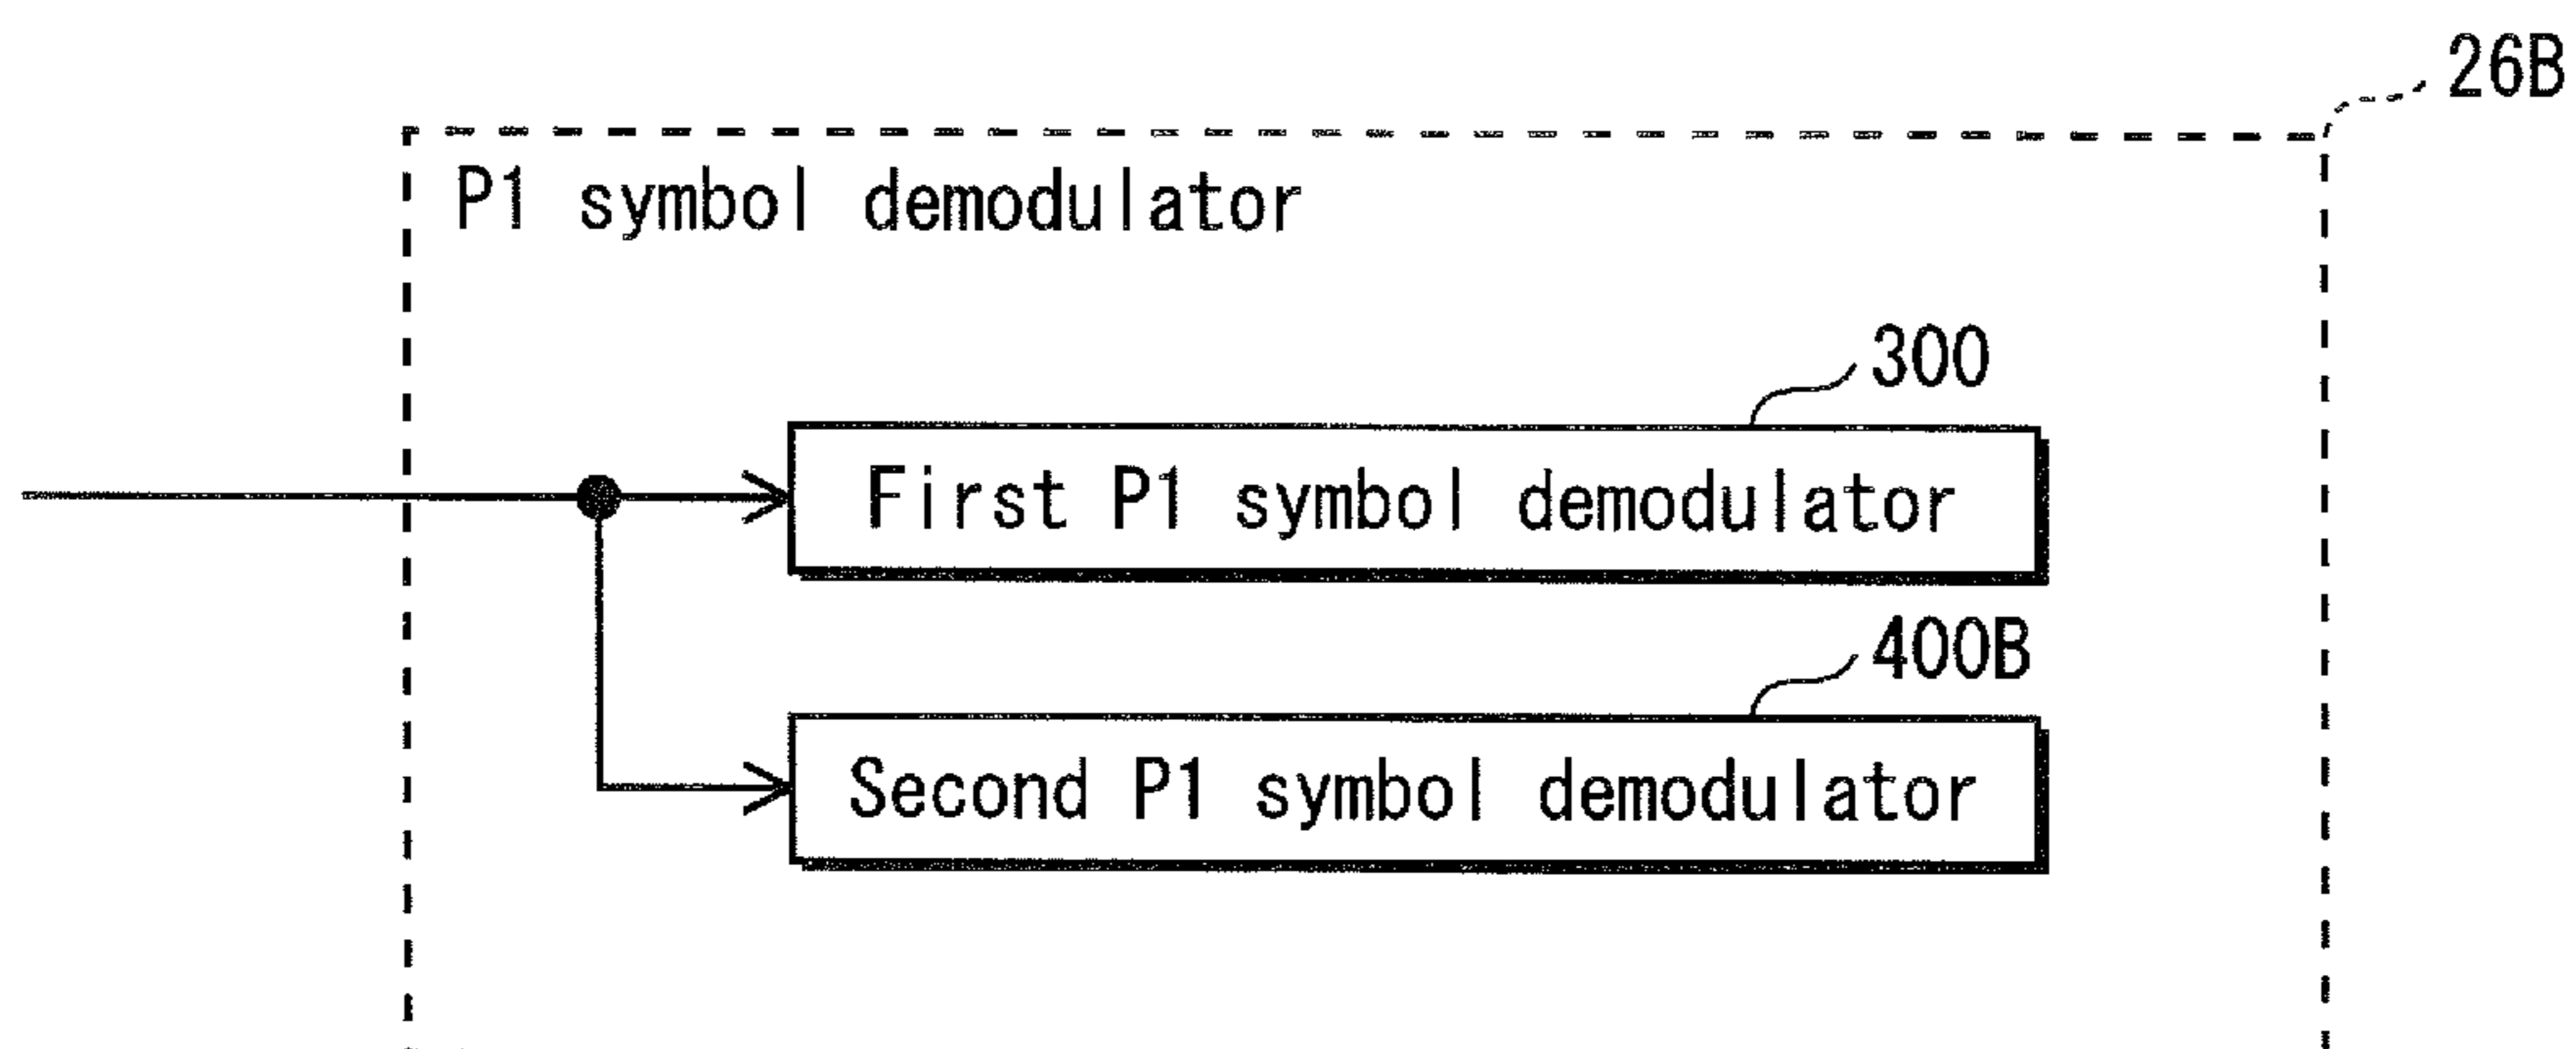 26B
P1 symbol demodulator
300
First P1 symbol demodulator
400B
Second P1 symbol demodulator